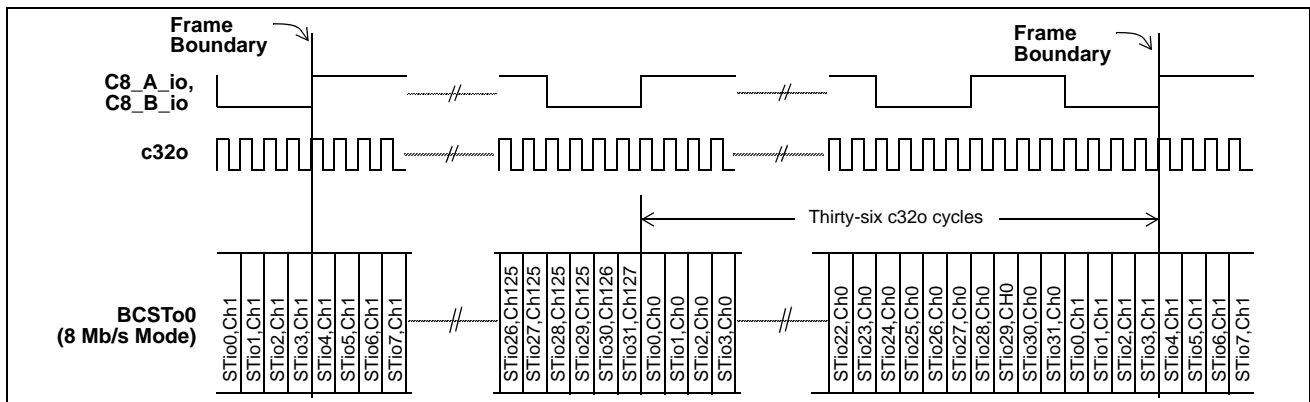 Frame
Boundary
Frame
Boundary
C8_A_io,
C8_B_io
c32o
Thirty-six c32o cycles
BCSTo0
(8 Mb/s Mode)
STio0,Ch1
STio1,Ch1
STio2,Ch1
STio3,Ch1
STio4,Ch1
STio5,Ch1
STio6,Ch1
STio7,Ch1
STio26,Ch125
STio27,Ch125
STio28,Ch125
STio29,Ch125
STio30,Ch126
STio31,Ch127
STio0,Ch0
STio1,Ch0
STio2,Ch0
STio3,Ch0
STio22,Ch0
STio23,Ch0
STio24,Ch0
STio25,Ch0
STio26,Ch0
STio27,Ch0
STio28,Ch0
STio29,CH0
STio30,Ch0
STio31,Ch0
STio0,Ch1
STio1,Ch1
STio2,Ch1
STio3,Ch1
STio4,Ch1
STio5,Ch1
STio6,Ch1
STio7,Ch1